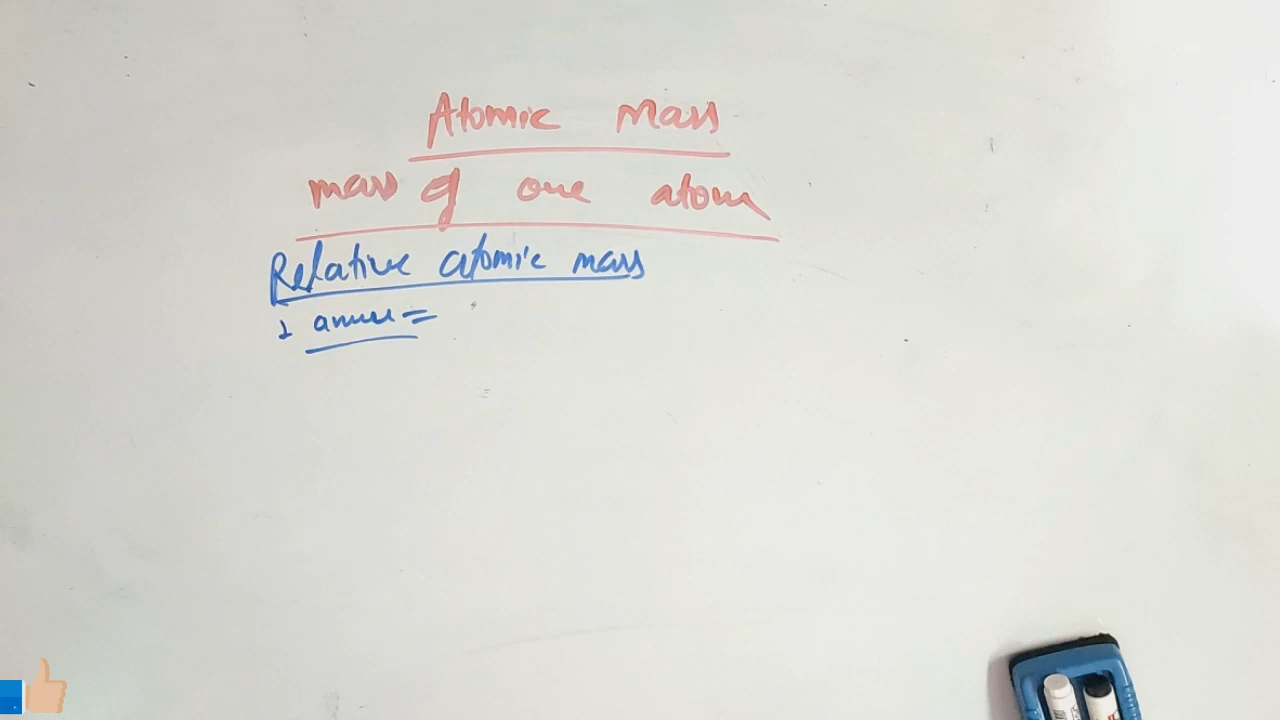 Atomic Mass
mass of one atom
Relative atomic mass
1 amu =